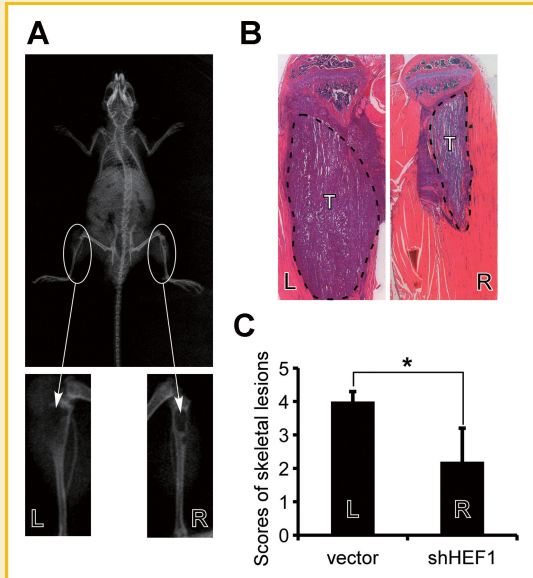 A
B
L
R
T
T
L
R
C
Scores of skeletal lesions
5
4
3
2
1
0
*
L
R
vector
shHEF1